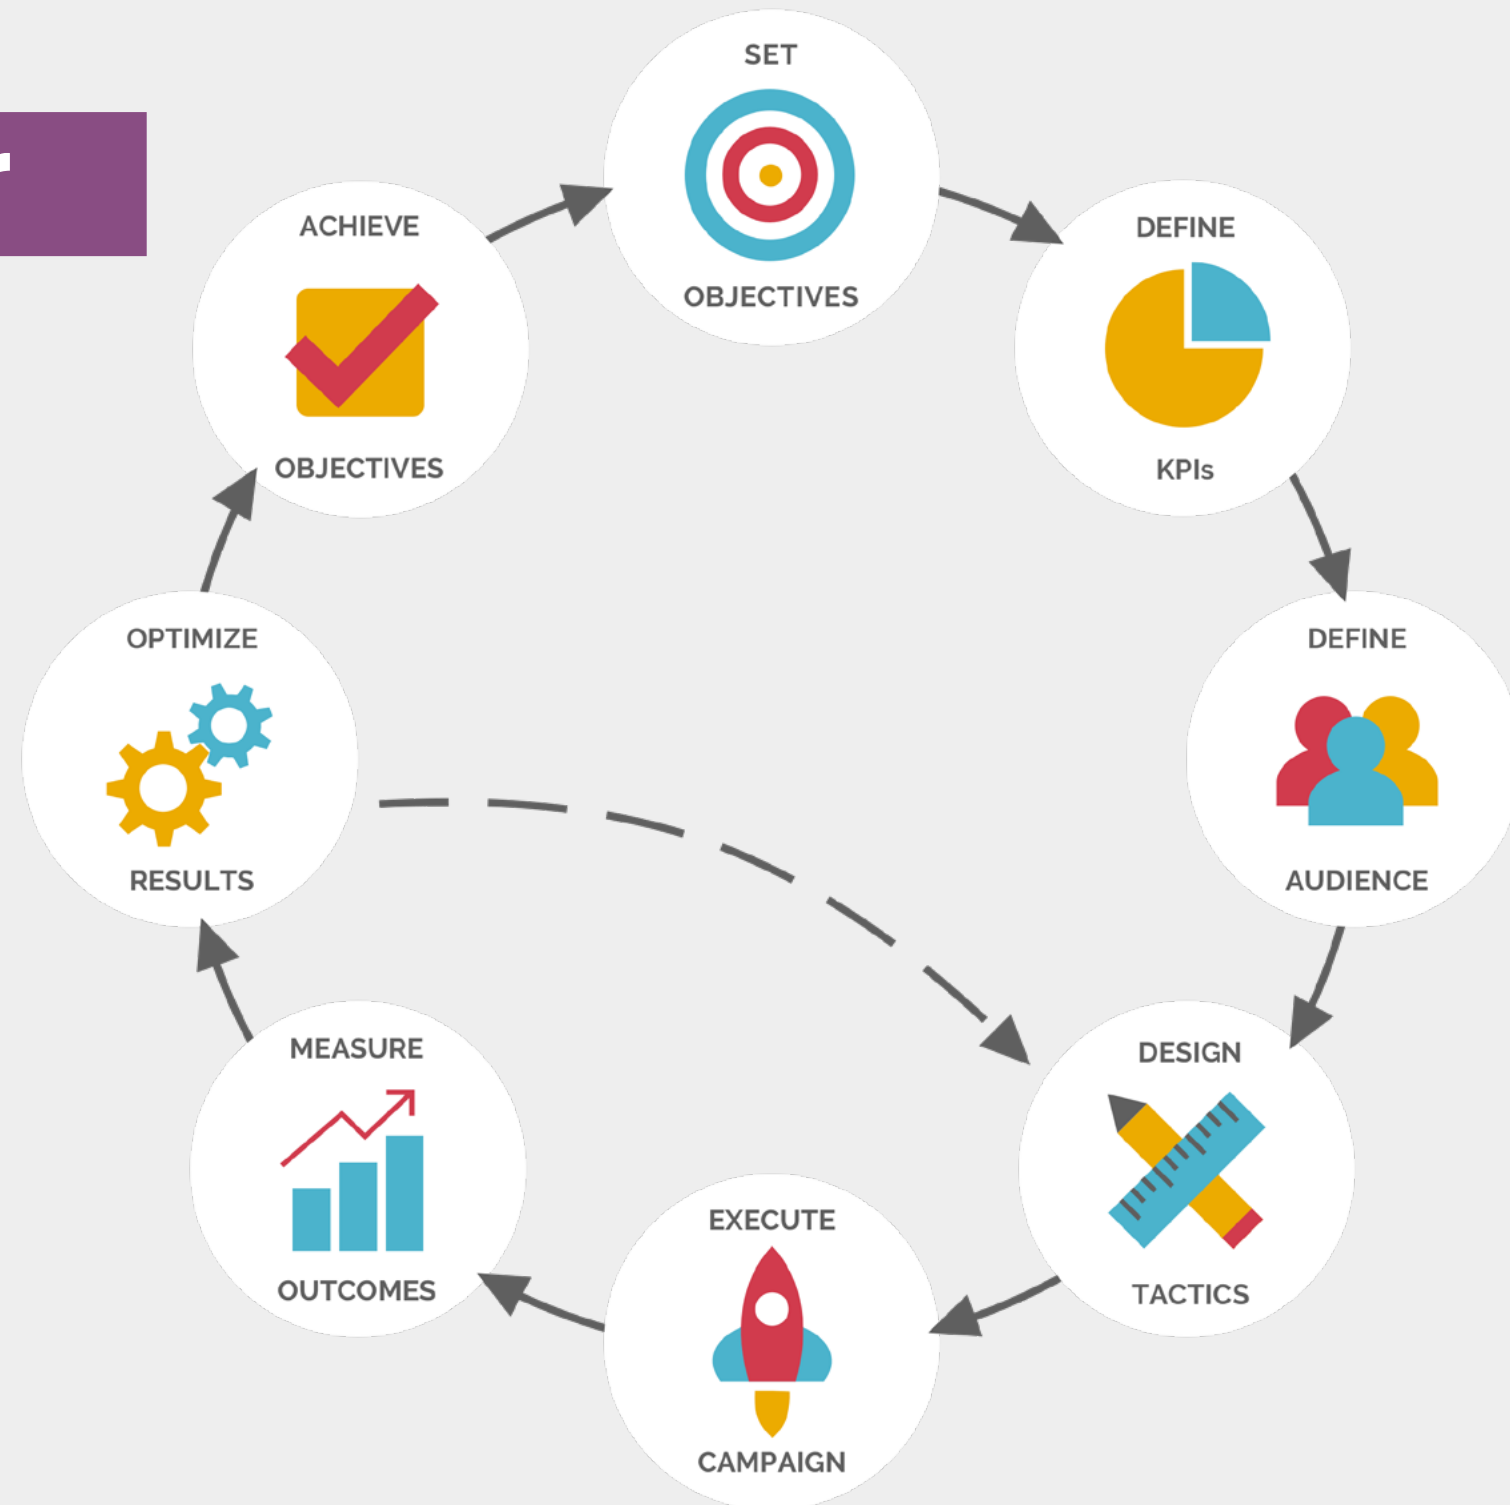 SET
OBJECTIVES
DEFINE
KPIs
DEFINE
AUDIENCE
DESIGN
TACTICS
EXECUTE
CAMPAIGN
MEASURE
OUTCOMES
OPTIMIZE
RESULTS
ACHIEVE
OBJECTIVES